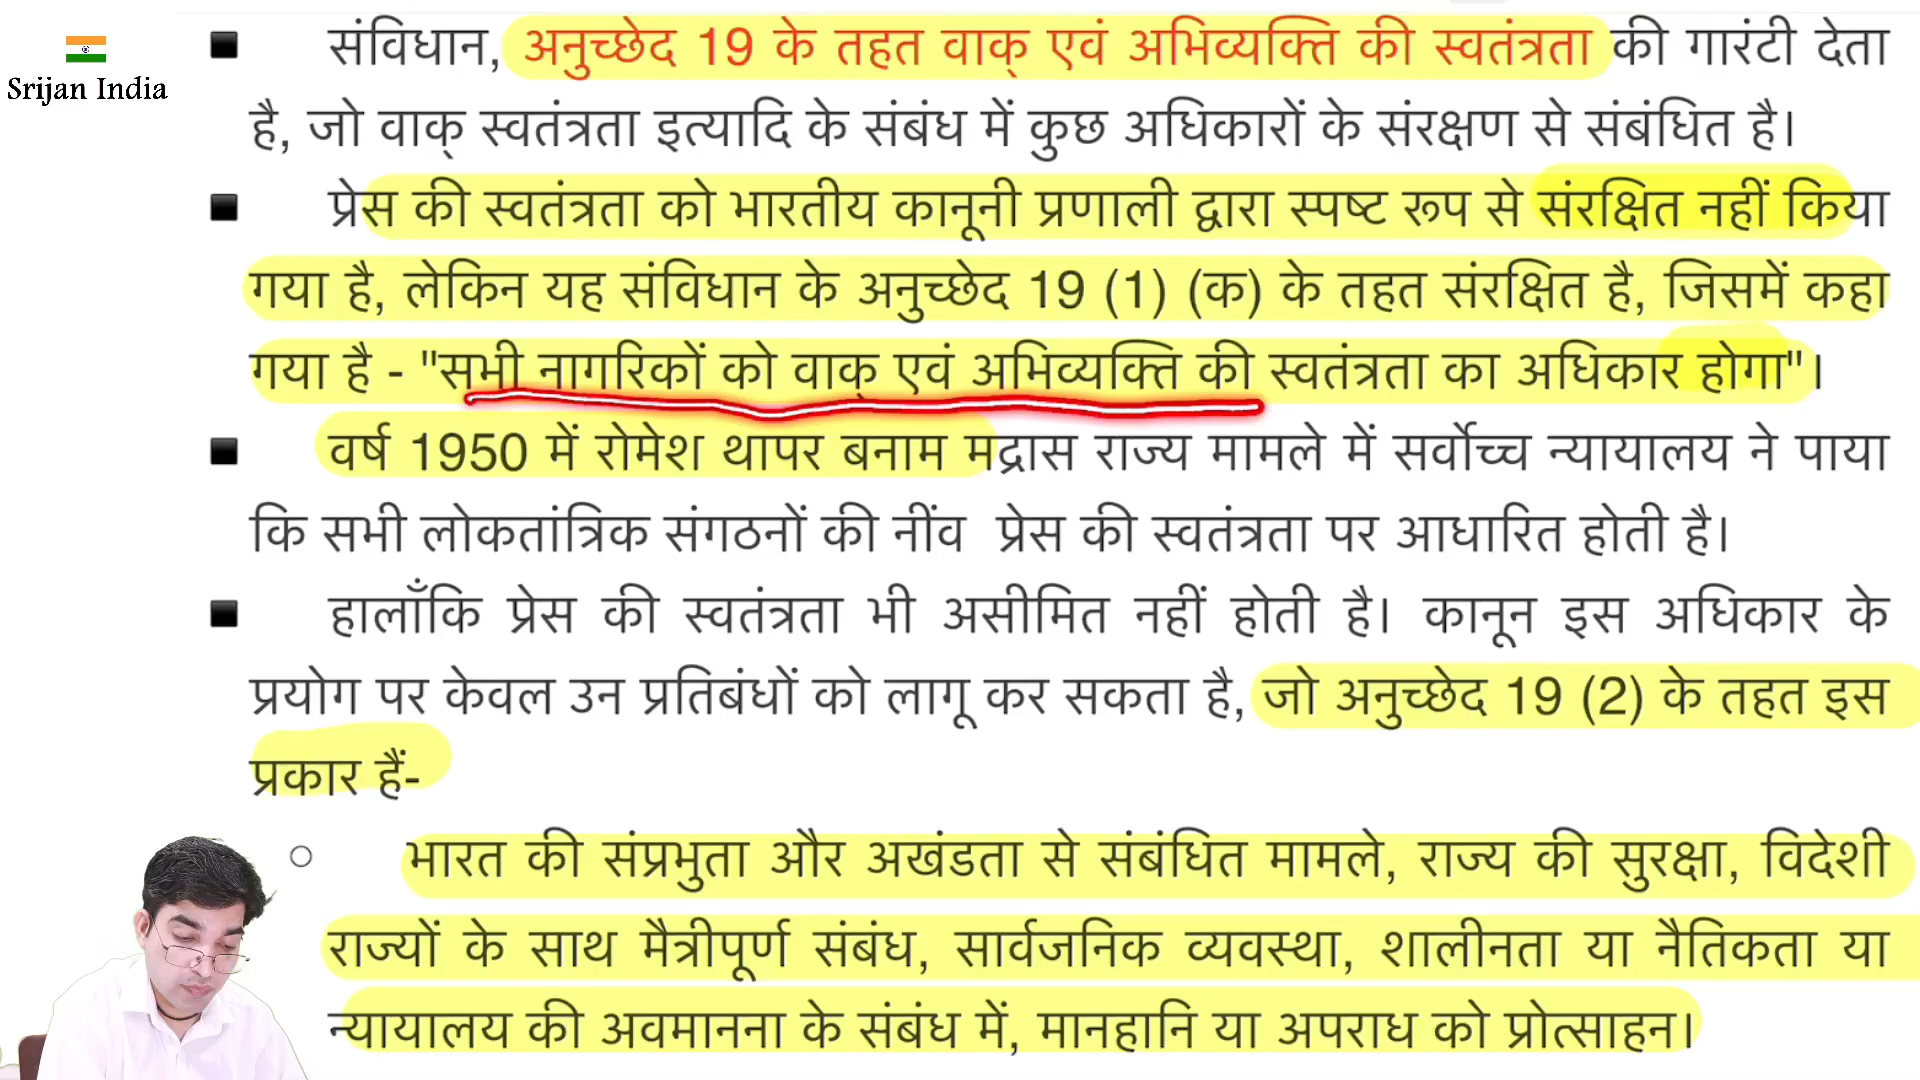 Srijan India
संविधान, अनुच्छेद 19 के तहत वाक् एवं अभिव्यक्ति की स्वतंत्रता की गारंटी देता
है, जो वाक् स्वतंत्रता इत्यादि के संबंध में कुछ अधिकारों के संरक्षण से संबंधित है।
प्रेस की स्वतंत्रता को भारतीय कानूनी प्रणाली द्वारा स्पष्ट रूप से संरक्षित नहीं किया
गया है, लेकिन यह संविधान के अनुच्छेद 19 (1) (क) के तहत संरक्षित है, जिसमें कहा
गया है - "सभी नागरिकों को वाक् एवं अभिव्यक्ति की स्वतंत्रता का अधिकार होगा"।
वर्ष 1950 में रोमेश थापर बनाम मद्रास राज्य मामले में सर्वोच्च न्यायालय ने पाया
कि सभी लोकतांत्रिक संगठनों की नींव प्रेस की स्वतंत्रता पर आधारित होती है।
हालाँकि प्रेस की स्वतंत्रता भी असीमित नहीं होती है। कानून इस अधिकार के
प्रयोग पर केवल उन प्रतिबंधों को लागू कर सकता है, जो अनुच्छेद 19 (2) के तहत इस
प्रकार हैं-
भारत की संप्रभुता और अखंडता से संबंधित मामले, राज्य की सुरक्षा, विदेशी
राज्यों के साथ मैत्रीपूर्ण संबंध, सार्वजनिक व्यवस्था, शालीनता या नैतिकता या
न्यायालय की अवमानना के संबंध में, मानहानि या अपराध को प्रोत्साहन।